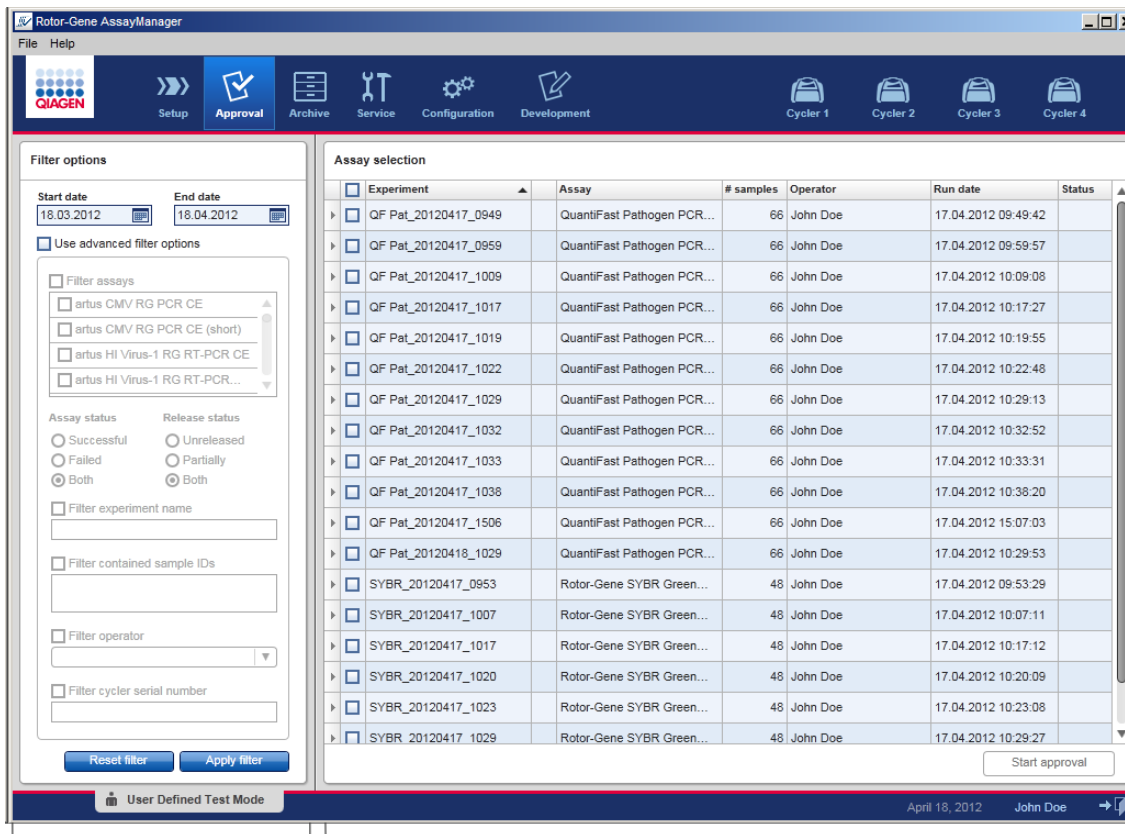 Rotor-Gene AssayManager
File Help
QIAGEN
Setup Approval Archive Service Configuration Development Cycler 1 Cycler 2 Cycler 3 Cycler 4
Filter options
Start date End date
18.03.2012 18.04.2012
Use advanced filter options
Filter assays
artus CMV RG PCR CE
artus CMV RG PCR CE (short)
artus HI Virus-1 RG RT-PCR CE
artus HI Virus-1 RG RT-PCR...
Assay status Release status
Successful Unreleased
Failed Partially
Both Both
Filter experiment name
Filter contained sample IDs
Filter operator
Filter cycler serial number
Reset filter Apply filter
Assay selection
Experiment Assay # samples Operator Run date Status
QF Pat_20120417_0949 QuantiFast Pathogen PCR... 66 John Doe 17.04.2012 09:49:42
QF Pat_20120417_0959 QuantiFast Pathogen PCR... 66 John Doe 17.04.2012 09:59:57
QF Pat_20120417_1009 QuantiFast Pathogen PCR... 66 John Doe 17.04.2012 10:09:08
QF Pat_20120417_1017 QuantiFast Pathogen PCR... 66 John Doe 17.04.2012 10:17:27
QF Pat_20120417_1019 QuantiFast Pathogen PCR... 66 John Doe 17.04.2012 10:19:55
QF Pat_20120417_1022 QuantiFast Pathogen PCR... 66 John Doe 17.04.2012 10:22:48
QF Pat_20120417_1029 QuantiFast Pathogen PCR... 66 John Doe 17.04.2012 10:29:13
QF Pat_20120417_1032 QuantiFast Pathogen PCR... 66 John Doe 17.04.2012 10:32:52
QF Pat_20120417_1033 QuantiFast Pathogen PCR... 66 John Doe 17.04.2012 10:33:31
QF Pat_20120417_1038 QuantiFast Pathogen PCR... 66 John Doe 17.04.2012 10:38:20
QF Pat_20120417_1506 QuantiFast Pathogen PCR... 66 John Doe 17.04.2012 15:07:03
QF Pat_20120418_1029 QuantiFast Pathogen PCR... 66 John Doe 17.04.2012 10:29:53
SYBR_20120417_0953 Rotor-Gene SYBR Green... 48 John Doe 17.04.2012 09:53:29
SYBR_20120417_1007 Rotor-Gene SYBR Green... 48 John Doe 17.04.2012 10:07:11
SYBR_20120417_1017 Rotor-Gene SYBR Green... 48 John Doe 17.04.2012 10:17:12
SYBR_20120417_1020 Rotor-Gene SYBR Green... 48 John Doe 17.04.2012 10:20:09
SYBR_20120417_1023 Rotor-Gene SYBR Green... 48 John Doe 17.04.2012 10:23:08
SYBR_20120417_1029 Rotor-Gene SYBR Green... 48 John Doe 17.04.2012 10:29:27
Start approval
User Defined Test Mode
April 18, 2012 John Doe